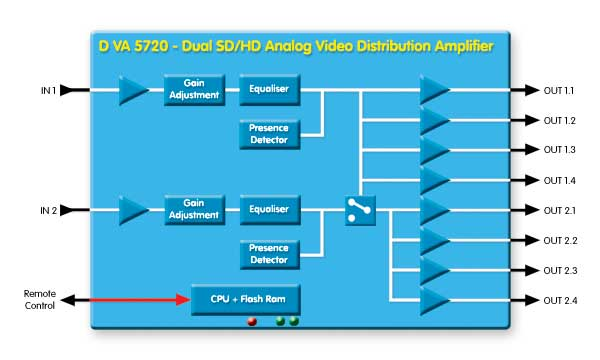 D VA 5720 - Dual SD/HD Analog Video Distribution Amplifier
IN 1
Gain
Adjustment
Equaliser
Presence
Detector
OUT 1.1
OUT 1.2
OUT 1.3
OUT 1.4
IN 2
Gain
Adjustment
Equaliser
Presence
Detector
OUT 2.1
OUT 2.2
OUT 2.3
OUT 2.4
Remote
Control
CPU + Flash Ram